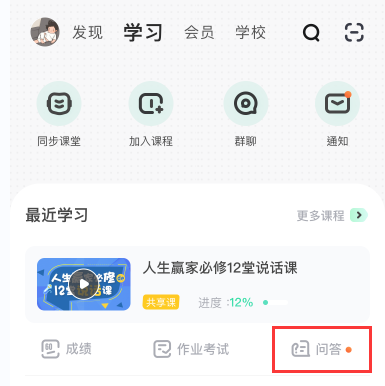 发现 学习 会员 学校
同步课堂 加入课程 群聊 通知
最近学习 更多课程
人生赢家必修12堂说话课
共享课 进度：12%
成绩 作业考试 问答